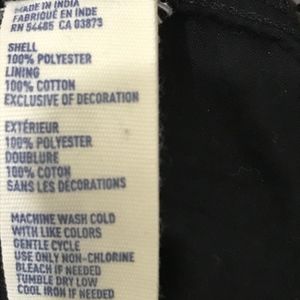 MADE IN INDIA
FABRIQUÉ EN INDE
RN 54485 CA 03873
SHELL
100% POLYESTER
LINING
100% COTTON
EXCLUSIVE OF DECORATION
EXTÉRIEUR
100% POLYESTER
DOUBLURE
100% COTON
SANS LES DÉCORATIONS
MACHINE WASH COLD
WITH LIKE COLORS
GENTLE CYCLE
USE ONLY NON-CHLORINE
BLEACH IF NEEDED
TUMBLE DRY LOW
COOL IRON IF NEEDED